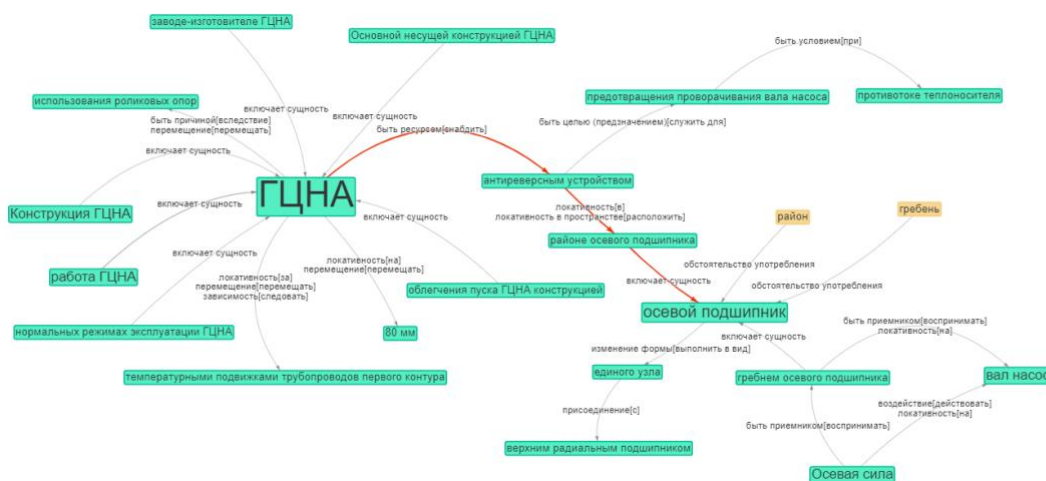 заводе-изготовителе ГЦНА
Основной несущей конструкцией ГЦНА
быть условием[при]
использования роликовых опор
включает сущность
предотвращения проворачивания вала насоса
противотоке теплоносителя
быть причиной[вследствие]
перемещение[перемещать]
включает сущность
быть ресурсем[снабдить]
быть целью (предзначением)[служить для]
включает сущность
антиреверсным устройством
ГЦНА
Конструкция ГЦНА
включает сущность
включает сущность
локативность[в]
локативность в пространстве[расположить]
район
гребень
районе осевого подшипника
включает сущность
локативность[на]
перемещение[перемещать]
обстоятельство употребления
работа ГЦНА
локативность[за]
перемещение[перемещать]
зависимость[следовать]
включает сущность
обстоятельство употребления
облегчения пуска ГЦНА конструкцией
осевой подшипник
нормальных режимах эксплуатации ГЦНА
80 мм
быть приемником[воспринимать]
локативность[на]
включает сущность
изменение формы[выполнить в вид]
температурными подвижками трубопроводов первого контура
единого узла
гребнем осевого подшипника
вал насос
воздействие[действовать]
локативность[на]
присоединение[с]
быть приемником[воспринимать]
верхним радиальным подшипником
Осевая сила